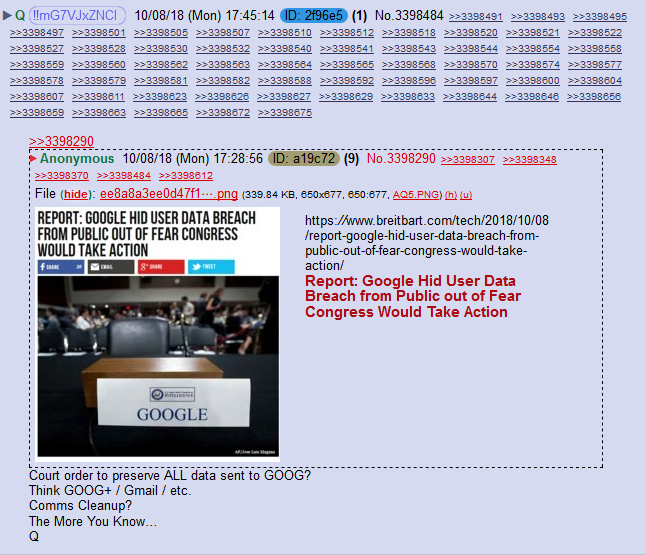 Q !!mG7VJxZNCI 10/08/18 (Mon) 17:45:14 ID: 2f96e5 (1) No.3398484 >>3398491 >>3398493 >>3398495
>>3398497 >>3398501 >>3398505 >>3398507 >>3398510 >>3398512 >>3398518 >>3398520 >>3398521 >>3398522
>>3398527 >>3398528 >>3398530 >>3398532 >>3398540 >>3398541 >>3398543 >>3398544 >>3398554 >>3398558
>>3398559 >>3398560 >>3398562 >>3398563 >>3398564 >>3398565 >>3398568 >>3398570 >>3398574 >>3398577
>>3398578 >>3398579 >>3398581 >>3398582 >>3398588 >>3398592 >>3398596 >>3398597 >>3398600 >>3398604
>>3398607 >>3398611 >>3398623 >>3398626 >>3398627 >>3398629 >>3398633 >>3398644 >>3398646 >>3398656
>>3398659 >>3398663 >>3398665 >>3398672 >>3398675
>>3398290
Anonymous 10/08/18 (Mon) 17:28:56 ID: a19c72 (9) No.3398290 >>3398307 >>3398348
>>3398370 >>3398484 >>3398612
File (hide): ee8a8a3ee0d47f1⋯.png (339.84 KB, 650x677, 650:677, AQ5.PNG) (h) (u)
REPORT: GOOGLE HID USER DATA BREACH
FROM PUBLIC OUT OF FEAR CONGRESS
WOULD TAKE ACTION
SHARE EMAIL SHARE TWEET
INTELLIGENCE
GOOGLE
AP/Jose Luis Magana
https://www.breitbart.com/tech/2018/10/08
/report-google-hid-user-data-breach-from-
public-out-of-fear-congress-would-take-
action/
Report: Google Hid User Data
Breach from Public out of Fear
Congress Would Take Action
Court order to preserve ALL data sent to GOOG?
Think GOOG+ / Gmail / etc.
Comms Cleanup?
The More You Know...
Q